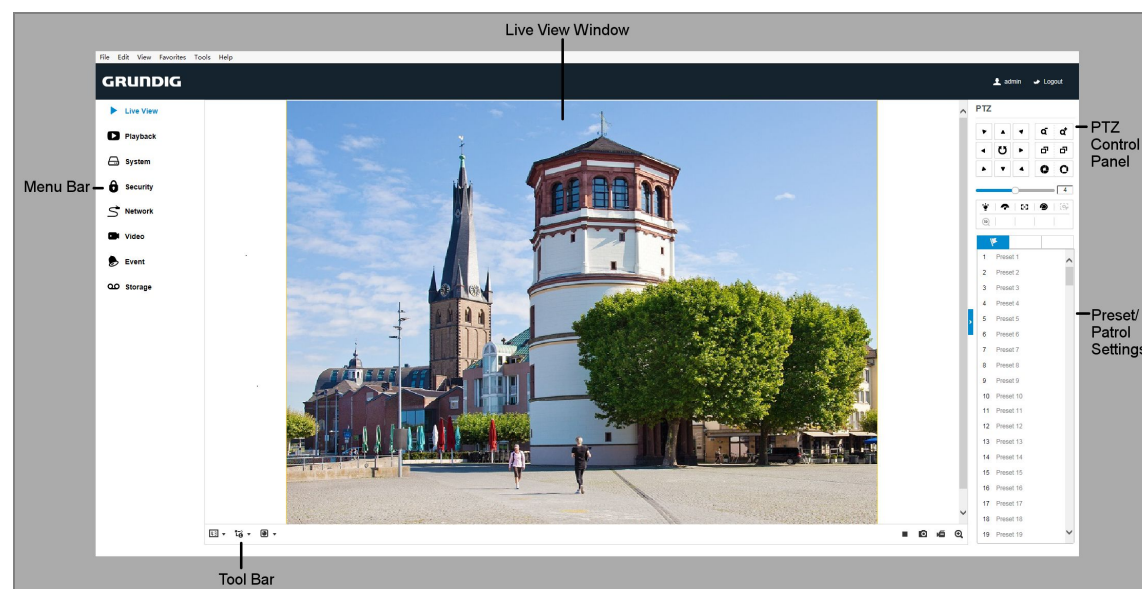 Live View Window
File Edit View Favorites Tools Help
GRUNDIG
admin Logout
Live View
Playback
System
Menu Bar
Security
Network
Video
Event
Storage
PTZ
PTZ
Control
Panel
4
1 Preset 1
2 Preset 2
3 Preset 3
4 Preset 4
5 Preset 5
6 Preset 6
7 Preset 7
8 Preset 8
9 Preset 9
10 Preset 10
11 Preset 11
12 Preset 12
13 Preset 13
14 Preset 14
15 Preset 15
16 Preset 16
17 Preset 17
18 Preset 18
19 Preset 19
Preset/
Patrol
Settings
Tool Bar